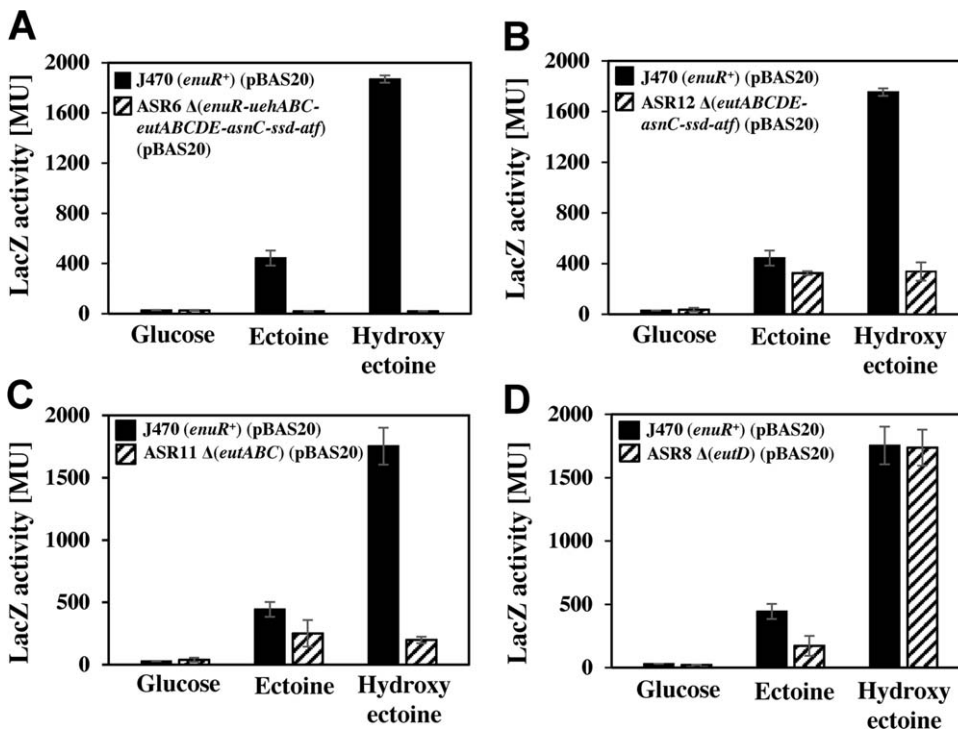 A
LacZ activity [MU]
2000
1600
1200
800
400
0
J470 (enuR+) (pBAS20)
ASR6 Δ(enuR-uehABC-
eutABCDE-asnC-ssd-atf)
(pBAS20)
Glucose
Ectoine
Hydroxy
ectoine
B
LacZ activity [MU]
2000
1600
1200
800
400
0
J470 (enuR+) (pBAS20)
ASR12 Δ(eutABCDE-
asnC-ssd-atf) (pBAS20)
Glucose
Ectoine
Hydroxy
ectoine
C
LacZ activity [MU]
2000
1500
1000
500
0
J470 (enuR+) (pBAS20)
ASR11 Δ(eutABC) (pBAS20)
Glucose
Ectoine
Hydroxy
ectoine
D
LacZ activity [MU]
2000
1500
1000
500
0
J470 (enuR+) (pBAS20)
ASR8 Δ(eutD) (pBAS20)
Glucose
Ectoine
Hydroxy
ectoine